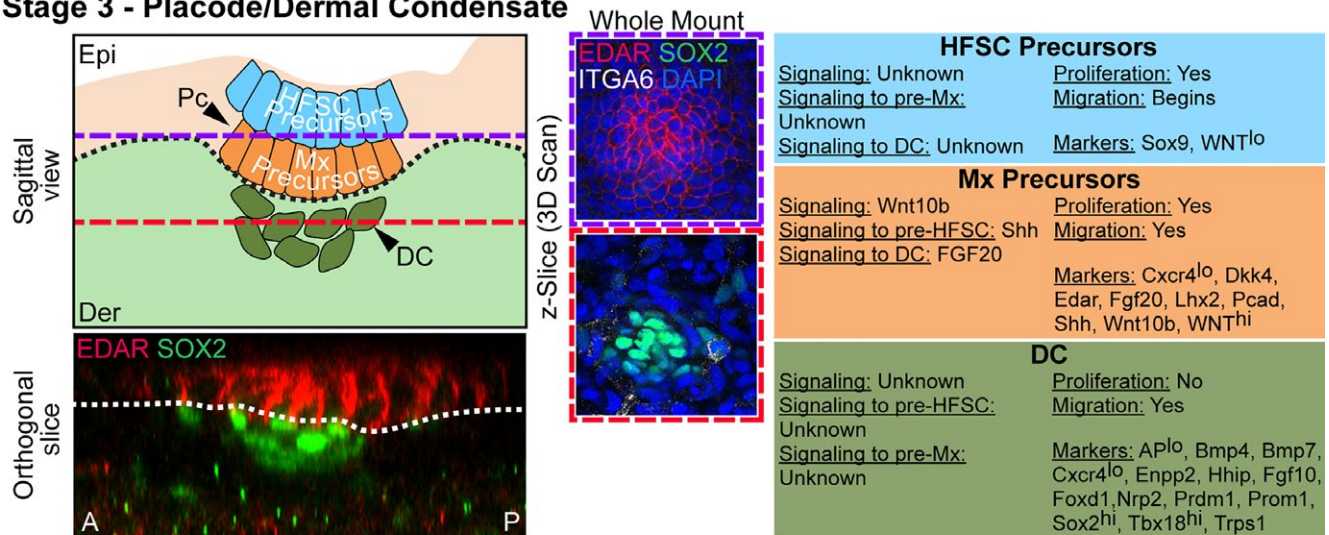 Stage 3 - Placode/Dermal Condensate
Sagittal
view
Epi
Pc
HFSC
Precursors
Mx
Precursors
DC
Der
Orthogonal
slice
EDAR SOX2
A
P
z-Slice (3D Scan)
Whole Mount
EDAR SOX2
ITGA6 DAPI
HFSC Precursors
Signaling: Unknown
Signaling to pre-Mx:
Unknown
Signaling to DC: Unknown
Proliferation: Yes
Migration: Begins
Markers: Sox9, WNTlo
Mx Precursors
Signaling: Wnt10b
Signaling to pre-HFSC: Shh
Signaling to DC: FGF20
Proliferation: Yes
Migration: Yes
Markers: Cxcr4lo, Dkk4,
Edar, Fgf20, Lhx2, Pcad,
Shh, Wnt10b, WNThi
DC
Signaling: Unknown
Signaling to pre-HFSC:
Unknown
Signaling to pre-Mx:
Unknown
Proliferation: No
Migration: Yes
Markers: APlo, Bmp4, Bmp7,
Cxcr4lo, Enpp2, Hhip, Fgf10,
Foxd1,Nrp2, Prdm1, Prom1,
Sox2hi, Tbx18hi, Trps1